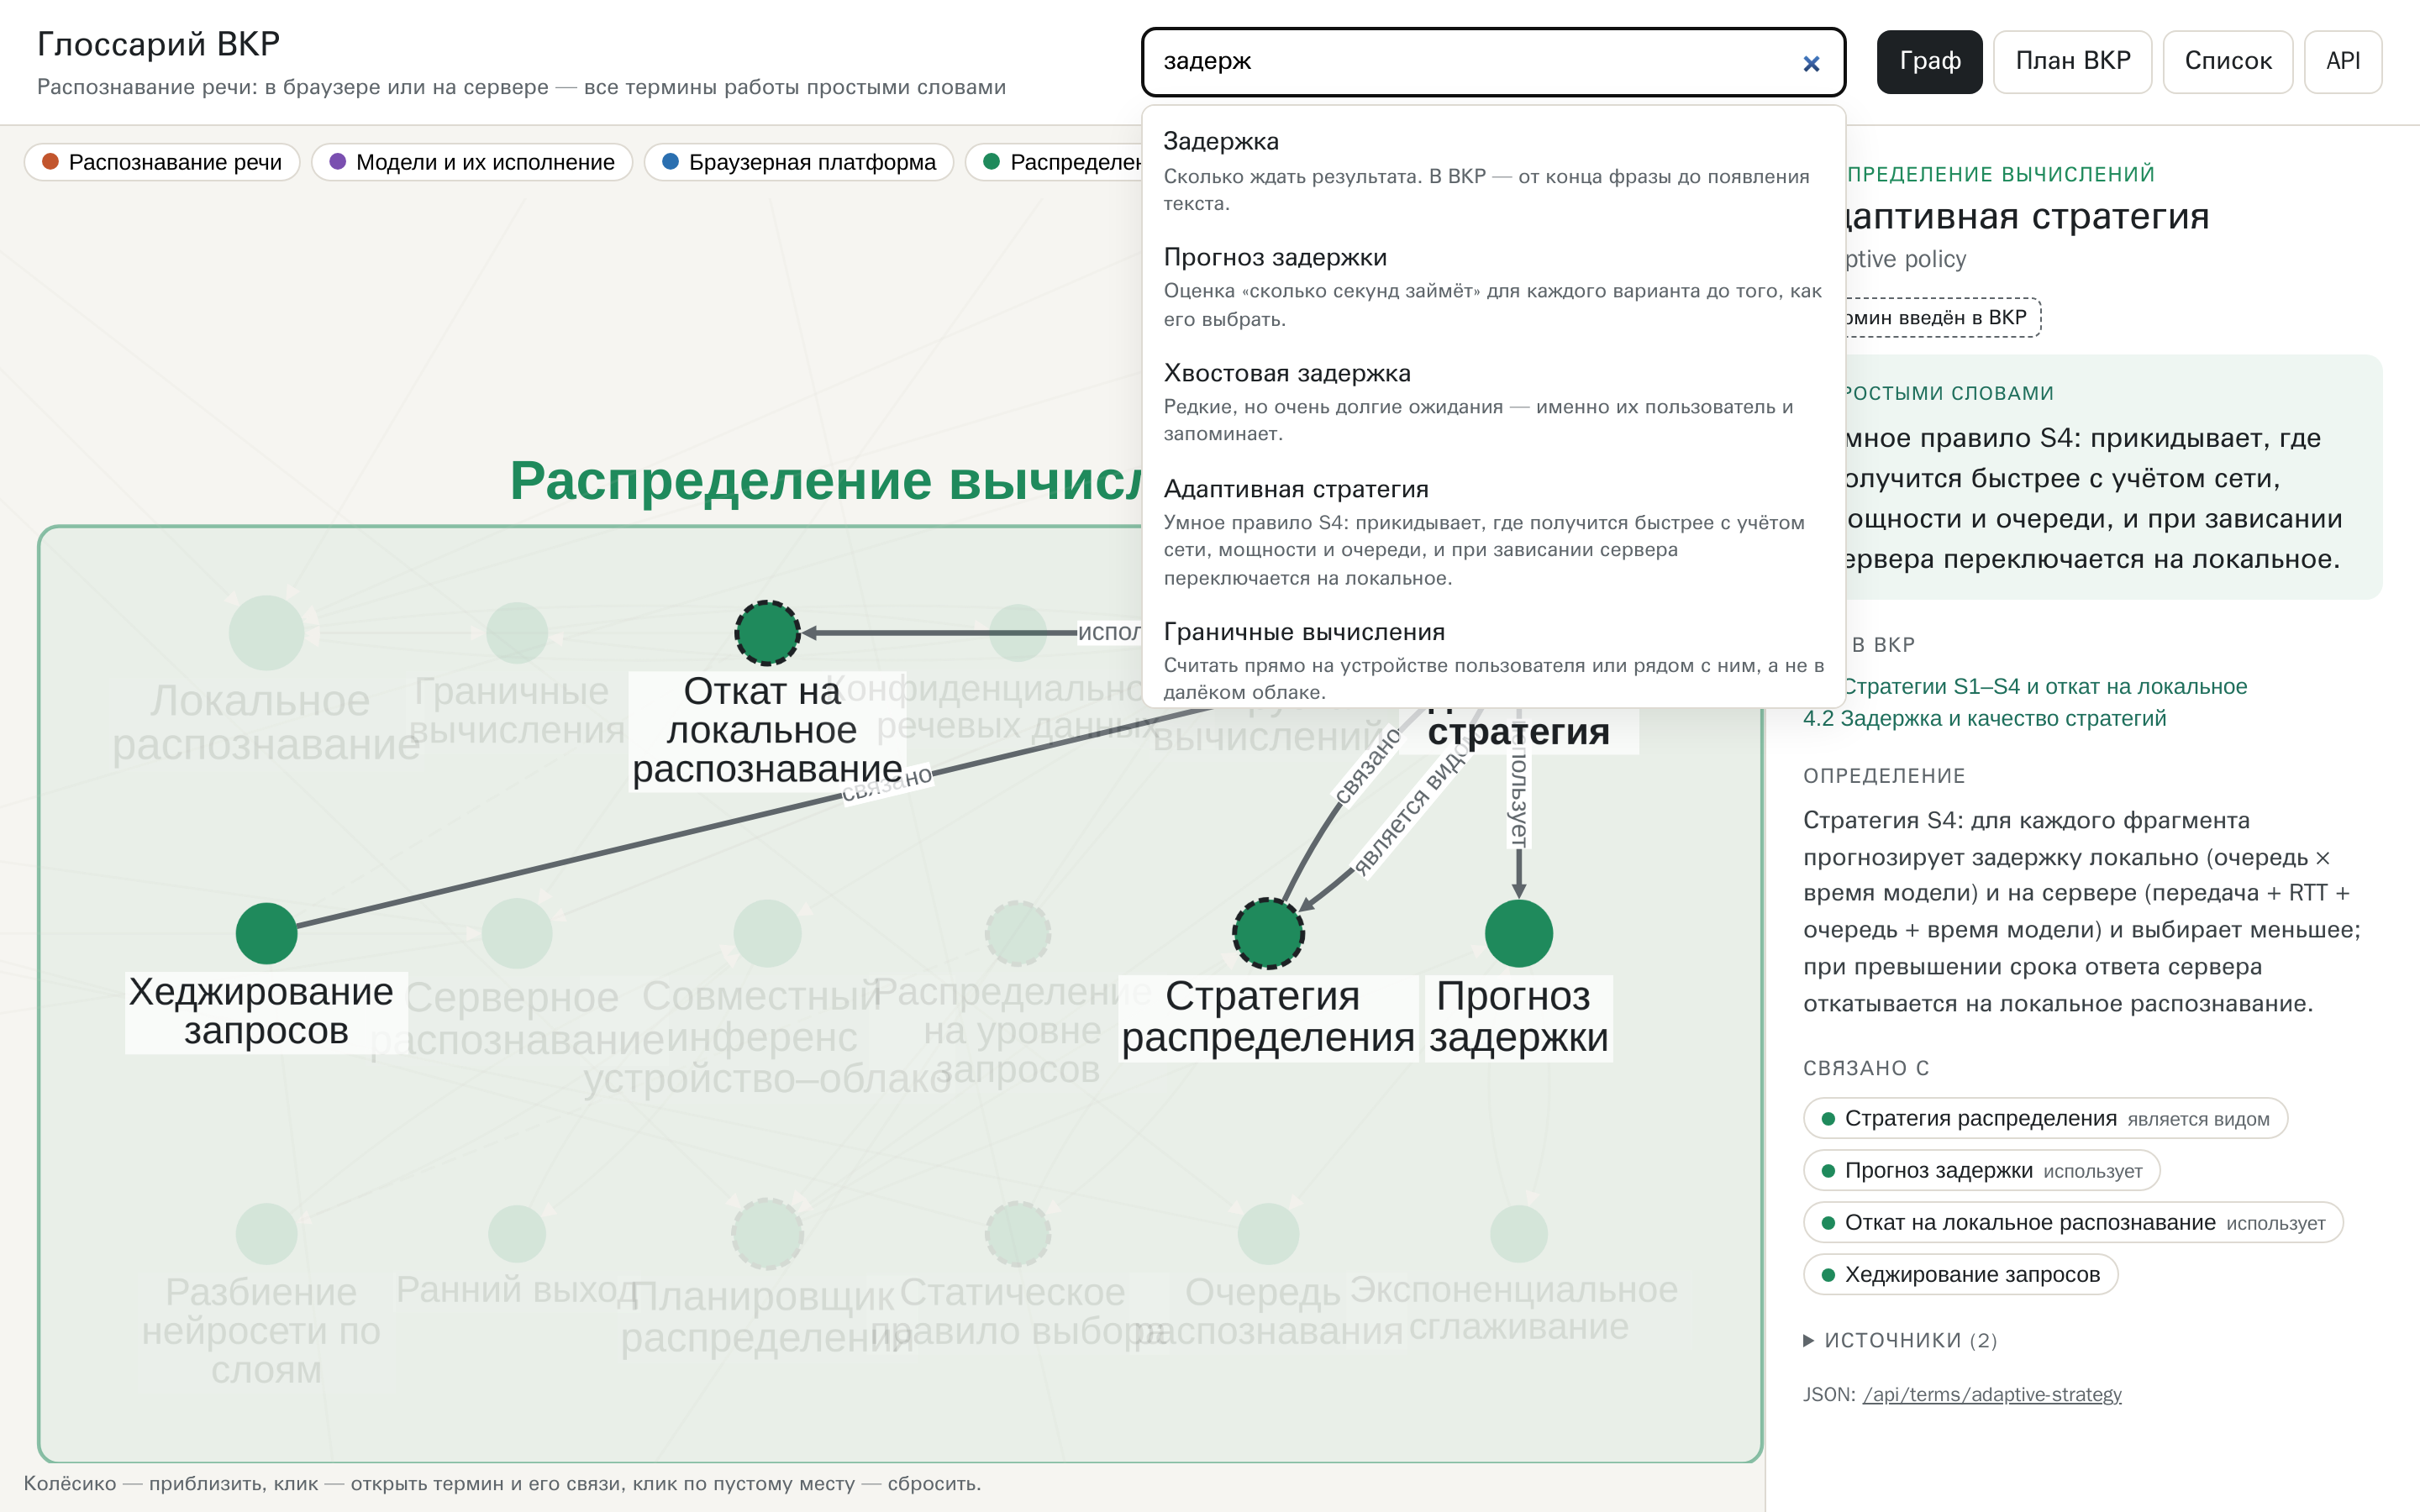 Глоссарий ВКР
Распознавание речи: в браузере или на сервере — все термины работы простыми словами
задерж
×
Граф
План ВКР
Список
API
Распознавание речи
Модели и их исполнение
Браузерная платформа
Распределен
Задержка
Сколько ждать результата. В ВКР — от конца фразы до появления
текста.
Прогноз задержки
Оценка «сколько секунд займёт» для каждого варианта до того, как
его выбрать.
Хвостовая задержка
Редкие, но очень долгие ожидания — именно их пользователь и
запоминает.
Адаптивная стратегия
Умное правило S4: прикидывает, где получится быстрее с учётом
сети, мощности и очереди, и при зависании сервера
переключается на локальное.
Граничные вычисления
Считать прямо на устройстве пользователя или рядом с ним, а не в
далёком облаке.
Распределение вычисл
Локальное
распознавание
Граничные
вычисления
Откат на
локальное
распознавание
Конфиденциально
речевых данных
вычислений
стратегия
испол
связано
связано
является видом
использует
Хеджирование
запросов
Серверное
распознавание
Совместный
инференс
устройство–облако
Распределение
на уровне
запросов
Стратегия
распределения
Прогноз
задержки
Разбиение
нейросети по
слоям
Ранний выход
Планировщик
распределения
Статическое
правило выбора
Очередь
распознавания
Экспоненциальное
сглаживание
Колёсико — приблизить, клик — открыть термин и его связи, клик по пустому месту — сбросить.
ПРЕДЕЛЕНИЕ ВЫЧИСЛЕНИЙ
даптивная стратегия
ptive policy
рмин введён в ВКР
РОСТЫМИ СЛОВАМИ
мное правило S4: прикидывает, где
олучится быстрее с учётом сети,
ощности и очереди, и при зависании
ервера переключается на локальное.
В ВКР
Стратегии S1–S4 и откат на локальное
4.2 Задержка и качество стратегий
ОПРЕДЕЛЕНИЕ
Стратегия S4: для каждого фрагмента
прогнозирует задержку локально (очередь ×
время модели) и на сервере (передача + RTT +
очередь + время модели) и выбирает меньшее;
при превышении срока ответа сервера
откатывается на локальное распознавание.
СВЯЗАНО С
Стратегия распределения является видом
Прогноз задержки использует
Откат на локальное распознавание использует
Хеджирование запросов
ИСТОЧНИКИ (2)
JSON: /api/terms/adaptive-strategy